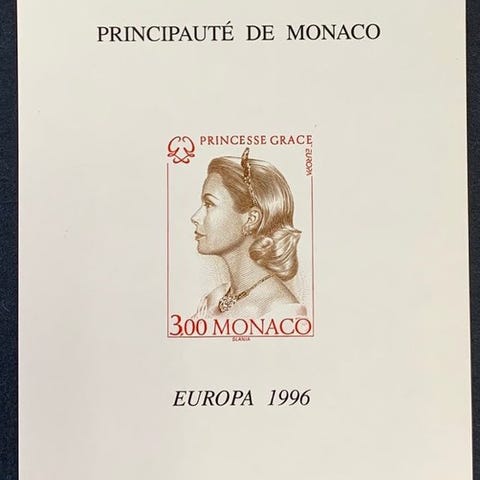 PRINCIPAUTÉ DE MONACO
PRINCESSE GRACE
EUROPA
3,00 MONACO
SLANIA
EUROPA 1996